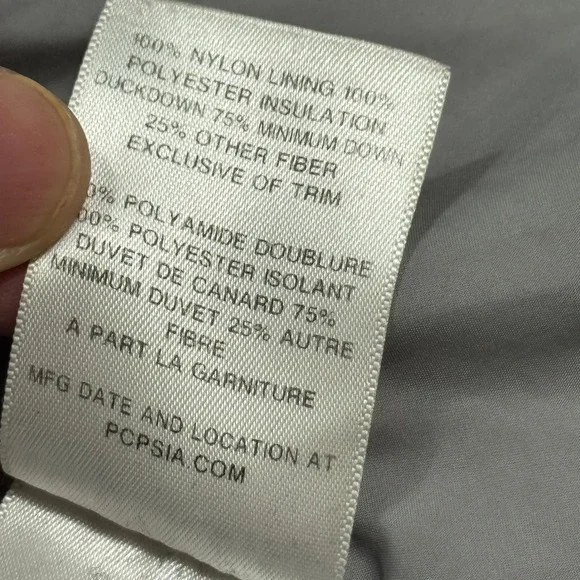 100% NYLON LINING 100%
POLYESTER INSULATION
DUCKDOWN 75% MINIMUM DOWN
25% OTHER FIBER
EXCLUSIVE OF TRIM
0% POLYAMIDE DOUBLURE
00% POLYESTER ISOLANT
DUVET DE CANARD 75%
MINIMUM DUVET 25% AUTRE
FIBRE
A PART LA GARNITURE
MFG DATE AND LOCATION AT
PCPSIA.COM